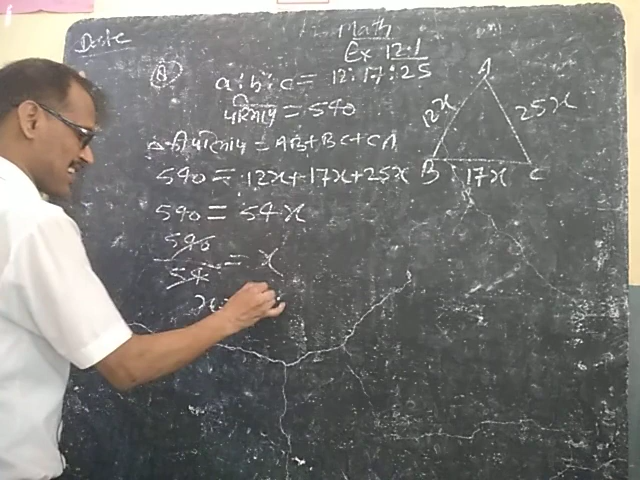 Math
Date
Ex 12.1
a:b:c = 12:17:25
परिमाप = 540
△ की परिमाप = AB+BC+CA
540 = 12x+17x+25x
540 = 54x
540
54
= x
x=
A
12x
25x
B
17x
C